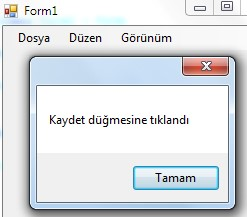 Form1
Dosya Düzen Görünüm
Kaydet düğmesine tıklandı
Tamam